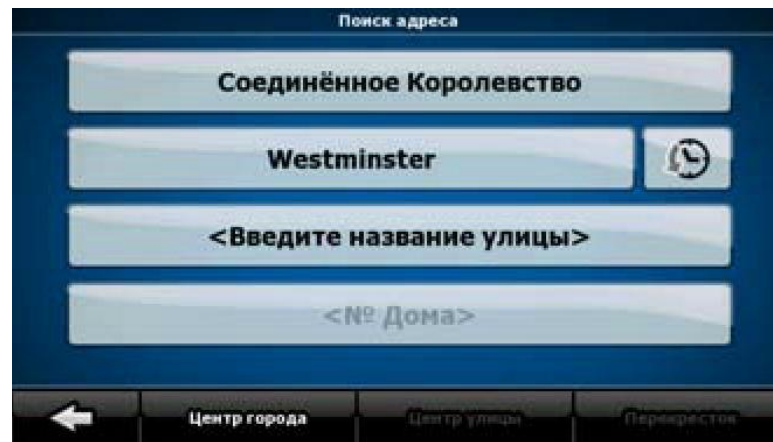 Поиск адреса
Соединённое Королевство
Westminster
<Введите название улицы>
<№ Дома>
Центр города
Центр улицы
Перекресток